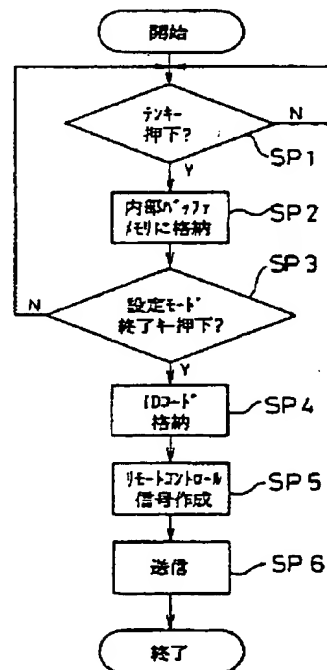 開始
テンキー
押下?
N
SP1
Y
内部バッファ
メモリに格納
SP2
SP3
設定モード
終了キー押下?
N
Y
IDコード
格納
SP4
リモートコントロール
信号作成
SP5
送信
SP6
終了